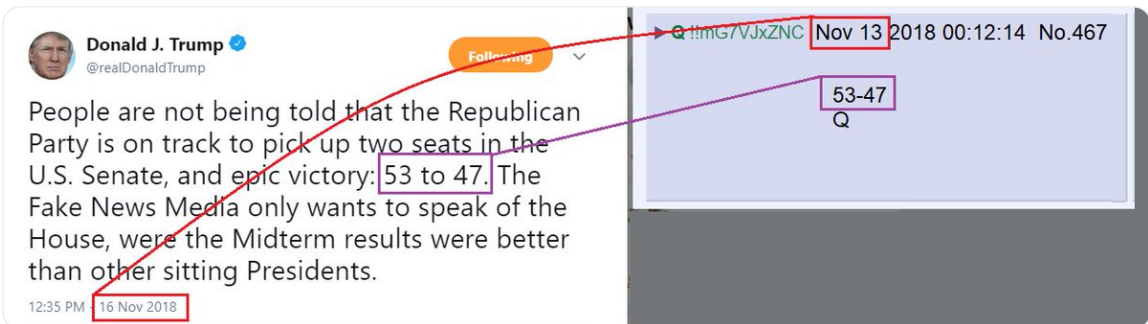 Donald J. Trump
@realDonaldTrump
Following
People are not being told that the Republican
Party is on track to pick up two seats in the
U.S. Senate, and epic victory: 53 to 47. The
Fake News Media only wants to speak of the
House, were the Midterm results were better
than other sitting Presidents.
12:35 PM - 16 Nov 2018
Q !!mG7VJxZNC Nov 13 2018 00:12:14 No.467
53-47
Q